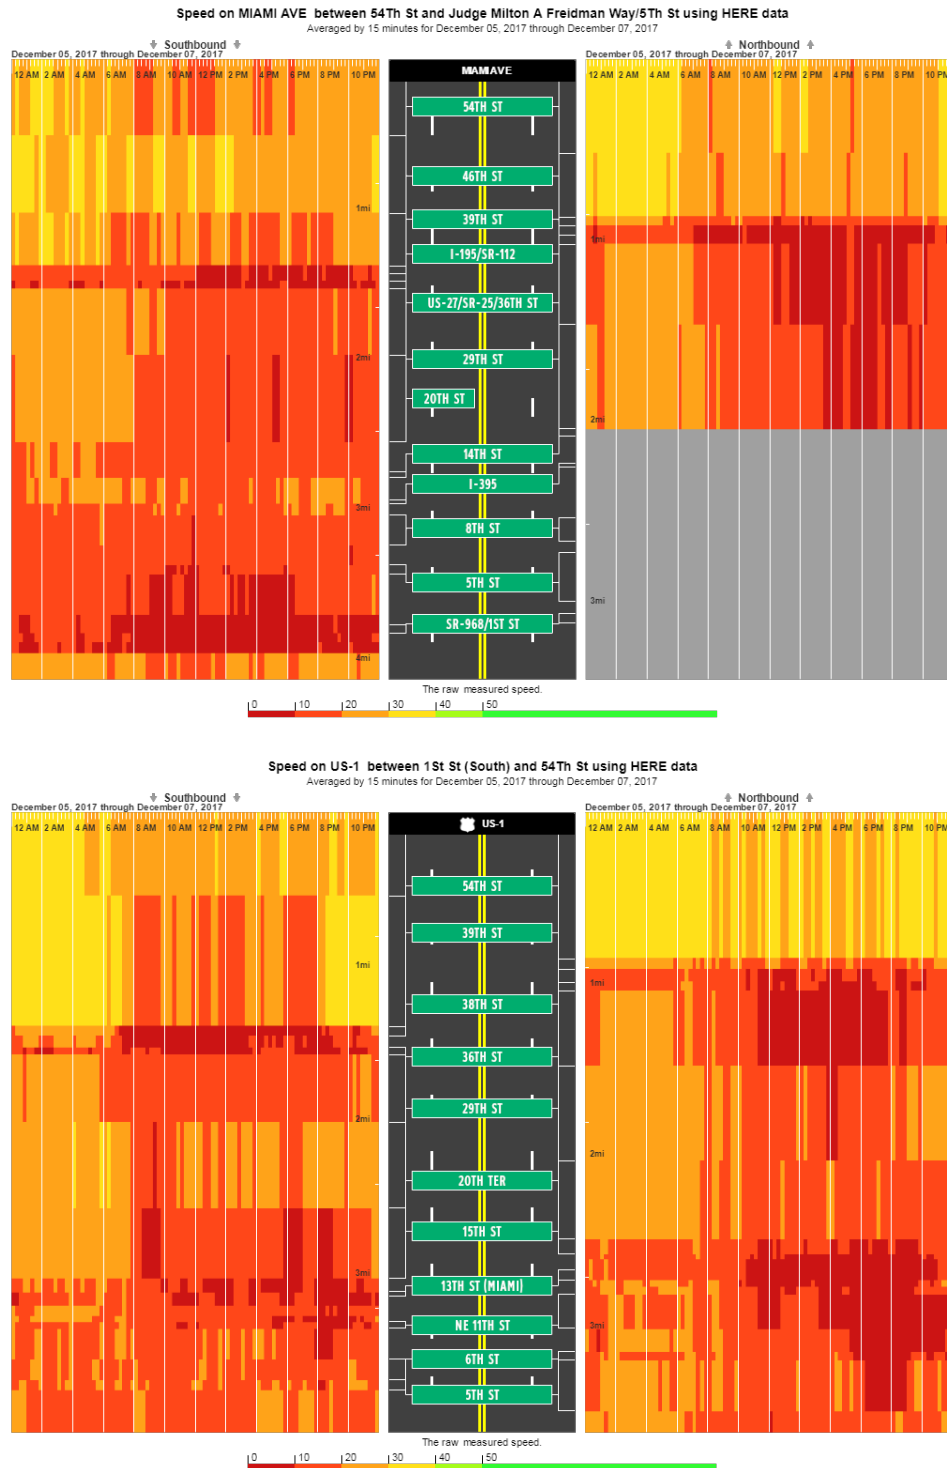 Speed on MIAMI AVE between 54Th St and Judge Milton A Freidman Way/5Th St using HERE data
Averaged by 15 minutes for December 05, 2017 through December 07, 2017
Southbound
December 05, 2017 through December 07, 2017
12 AM 2 AM 4 AM 6 AM 8 AM 10 AM 12 PM 2 PM 4 PM 6 PM 8 PM 10 PM
1mi
2mi
3mi
4mi
MIAMI AVE
54TH ST
46TH ST
39TH ST
I-195/SR-112
US-27/SR-25/36TH ST
29TH ST
20TH ST
14TH ST
I-395
8TH ST
5TH ST
SR-968/1ST ST
Northbound
December 05, 2017 through December 07, 2017
12 AM 2 AM 4 AM 6 AM 8 AM 10 AM 12 PM 2 PM 4 PM 6 PM 8 PM 10 PM
1mi
2mi
3mi
The raw measured speed.
0 10 20 30 40 50
Speed on US-1 between 1St St (South) and 54Th St using HERE data
Averaged by 15 minutes for December 05, 2017 through December 07, 2017
Southbound
December 05, 2017 through December 07, 2017
12 AM 2 AM 4 AM 6 AM 8 AM 10 AM 12 PM 2 PM 4 PM 6 PM 8 PM 10 PM
1mi
2mi
3mi
US-1
54TH ST
39TH ST
38TH ST
36TH ST
29TH ST
20TH TER
15TH ST
13TH ST (MIAMI)
NE 11TH ST
6TH ST
5TH ST
Northbound
December 05, 2017 through December 07, 2017
12 AM 2 AM 4 AM 6 AM 8 AM 10 AM 12 PM 2 PM 4 PM 6 PM 8 PM 10 PM
1mi
2mi
3mi
The raw measured speed.
0 10 20 30 40 50